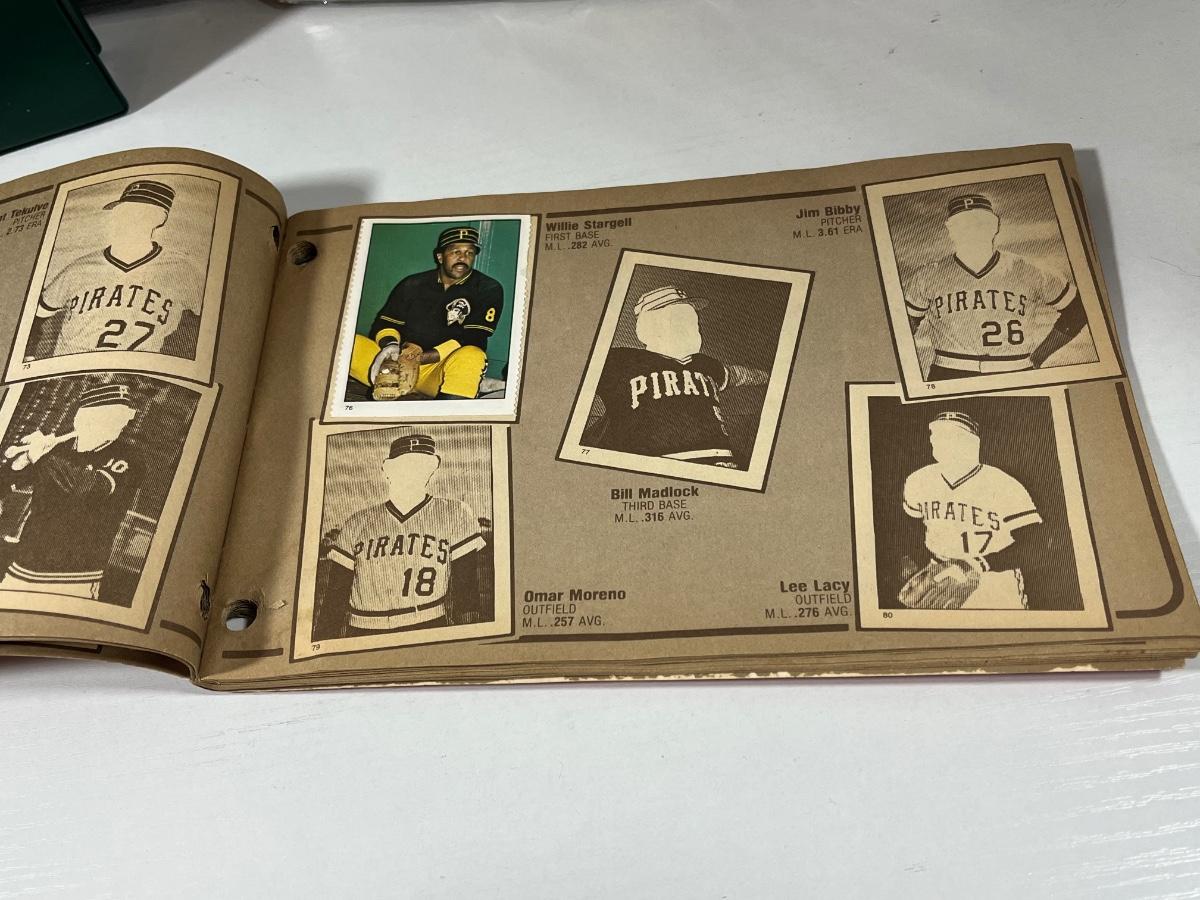 Tekulve
PITCHER
2.73 ERA
PIRATES
27
73
10
P
8
76
Willie Stargell
FIRST BASE
M.L. .282 AVG.
P
PIRATES
18
79
Omar Moreno
OUTFIELD
M.L. .257 AVG.
PIRAT
77
Bill Madlock
THIRD BASE
M.L. .316 AVG.
Jim Bibby
PITCHER
M.L. 3.61 ERA
P
PIRATES
26
78
Lee Lacy
OUTFIELD
M.L. .276 AVG.
IRATES
17
80